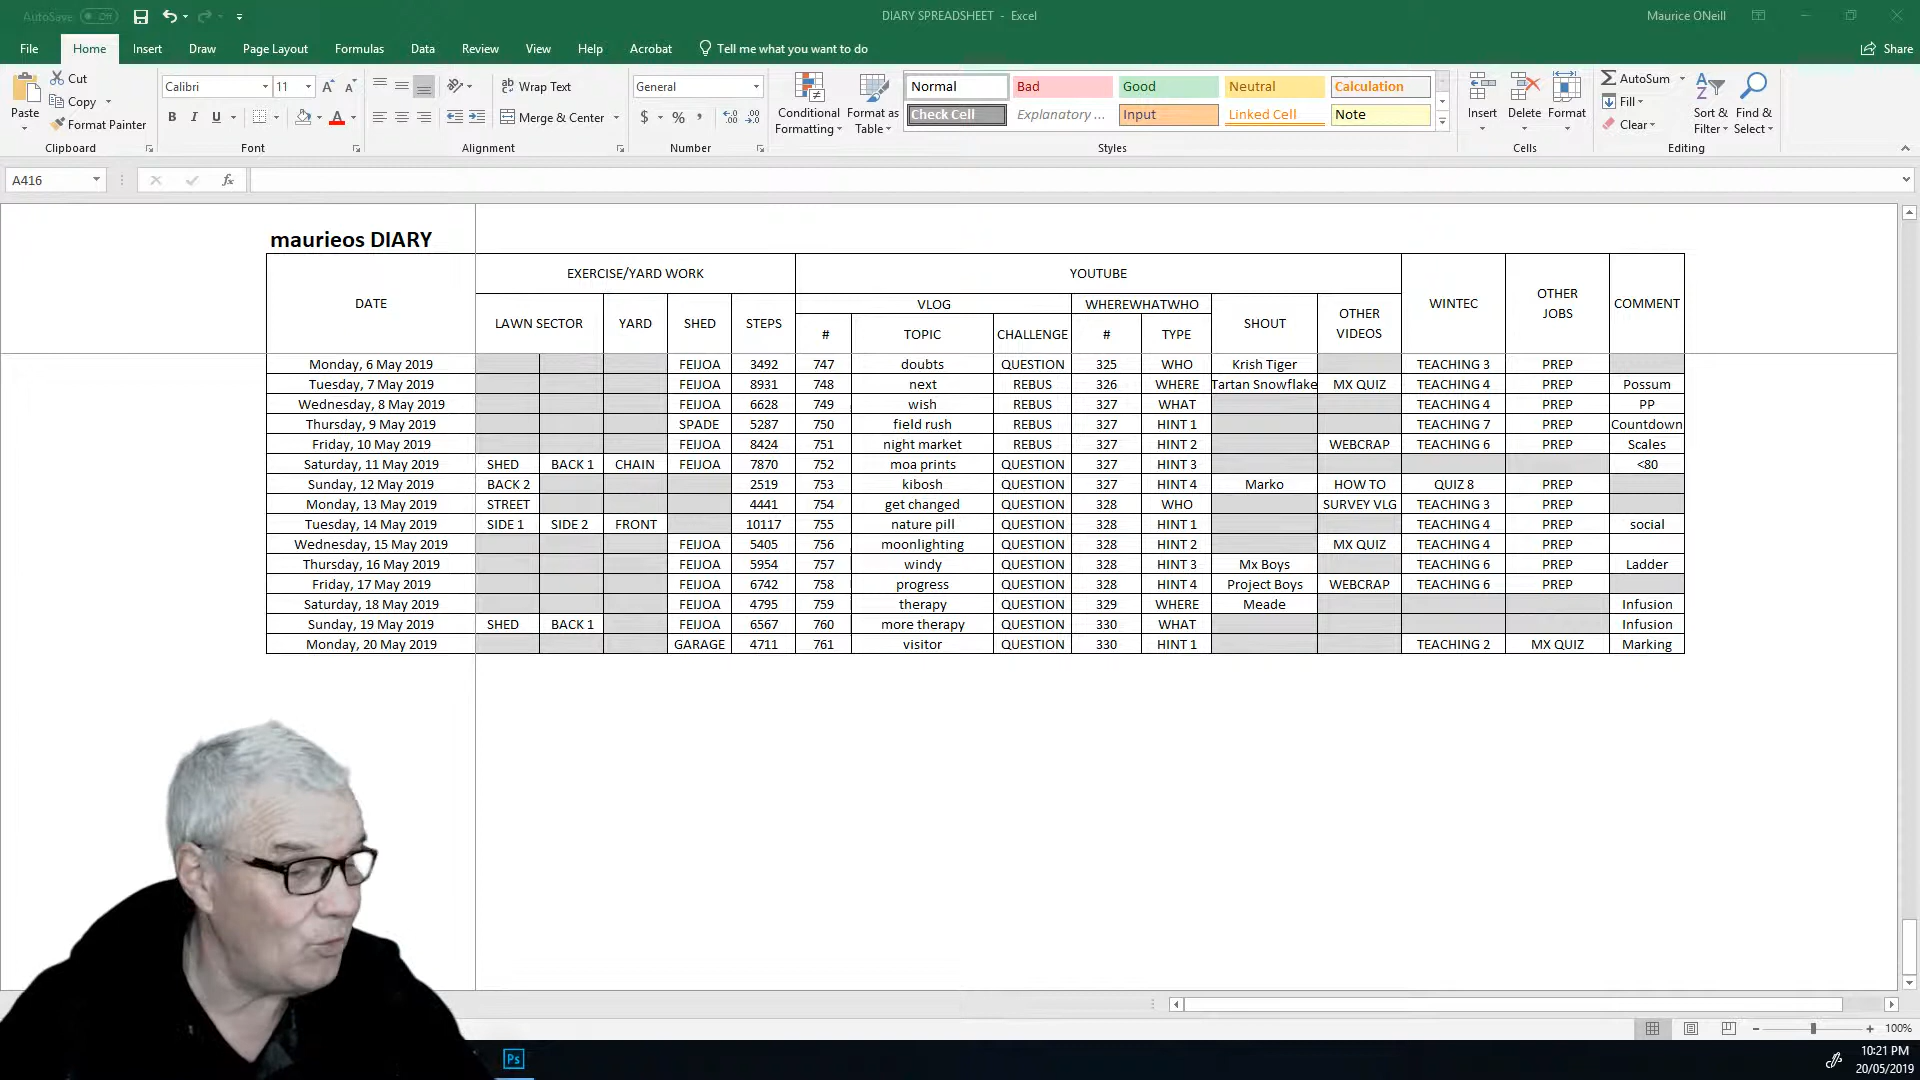 AutoSave Off DIARY SPREADSHEET - Excel Maurice ONeill
File Home Insert Draw Page Layout Formulas Data Review View Help Acrobat Tell me what you want to do Share
Paste Cut Copy Format Painter Clipboard
Calibri 11 B I U A Font
Wrap Text Merge & Center Alignment
General $ % Number
Conditional Formatting Format as Table
Normal Bad Good Neutral Calculation
Check Cell Explanatory ... Input Linked Cell Note
Styles
Insert Delete Format Cells
AutoSum Fill Clear Sort & Filter Find & Select Editing
A416 fx
maurieos DIARY
DATE EXERCISE/YARD WORK YOUTUBE WINTEC OTHER JOBS COMMENT
LAWN SECTOR YARD SHED STEPS VLOG WHEREWHATWHO SHOUT OTHER VIDEOS
# TOPIC CHALLENGE # TYPE
Monday, 6 May 2019 FEIJOA 3492 747 doubts QUESTION 325 WHO Krish Tiger TEACHING 3 PREP
Tuesday, 7 May 2019 FEIJOA 8931 748 next REBUS 326 WHERE Tartan Snowflake MX QUIZ TEACHING 4 PREP Possum
Wednesday, 8 May 2019 FEIJOA 6628 749 wish REBUS 327 WHAT TEACHING 4 PREP PP
Thursday, 9 May 2019 SPADE 5287 750 field rush REBUS 327 HINT 1 TEACHING 7 PREP Countdown
Friday, 10 May 2019 FEIJOA 8424 751 night market REBUS 327 HINT 2 WEBCRAP TEACHING 6 PREP Scales
Saturday, 11 May 2019 SHED BACK 1 CHAIN FEIJOA 7870 752 moa prints QUESTION 327 HINT 3 <80
Sunday, 12 May 2019 BACK 2 2519 753 kibosh QUESTION 327 HINT 4 Marko HOW TO QUIZ 8 PREP
Monday, 13 May 2019 STREET 4441 754 get changed QUESTION 328 WHO SURVEY VLG TEACHING 3 PREP
Tuesday, 14 May 2019 SIDE 1 SIDE 2 FRONT 10117 755 nature pill QUESTION 328 HINT 1 TEACHING 4 PREP social
Wednesday, 15 May 2019 FEIJOA 5405 756 moonlighting QUESTION 328 HINT 2 MX QUIZ TEACHING 4 PREP
Thursday, 16 May 2019 FEIJOA 5954 757 windy QUESTION 328 HINT 3 Mx Boys TEACHING 6 PREP Ladder
Friday, 17 May 2019 FEIJOA 6742 758 progress QUESTION 328 HINT 4 Project Boys WEBCRAP TEACHING 6 PREP
Saturday, 18 May 2019 FEIJOA 4795 759 therapy QUESTION 329 WHERE Meade Infusion
Sunday, 19 May 2019 SHED BACK 1 FEIJOA 6567 760 more therapy QUESTION 330 WHAT Infusion
Monday, 20 May 2019 GARAGE 4711 761 visitor QUESTION 330 HINT 1 TEACHING 2 MX QUIZ Marking
100%
Ps
10:21 PM
20/05/2019